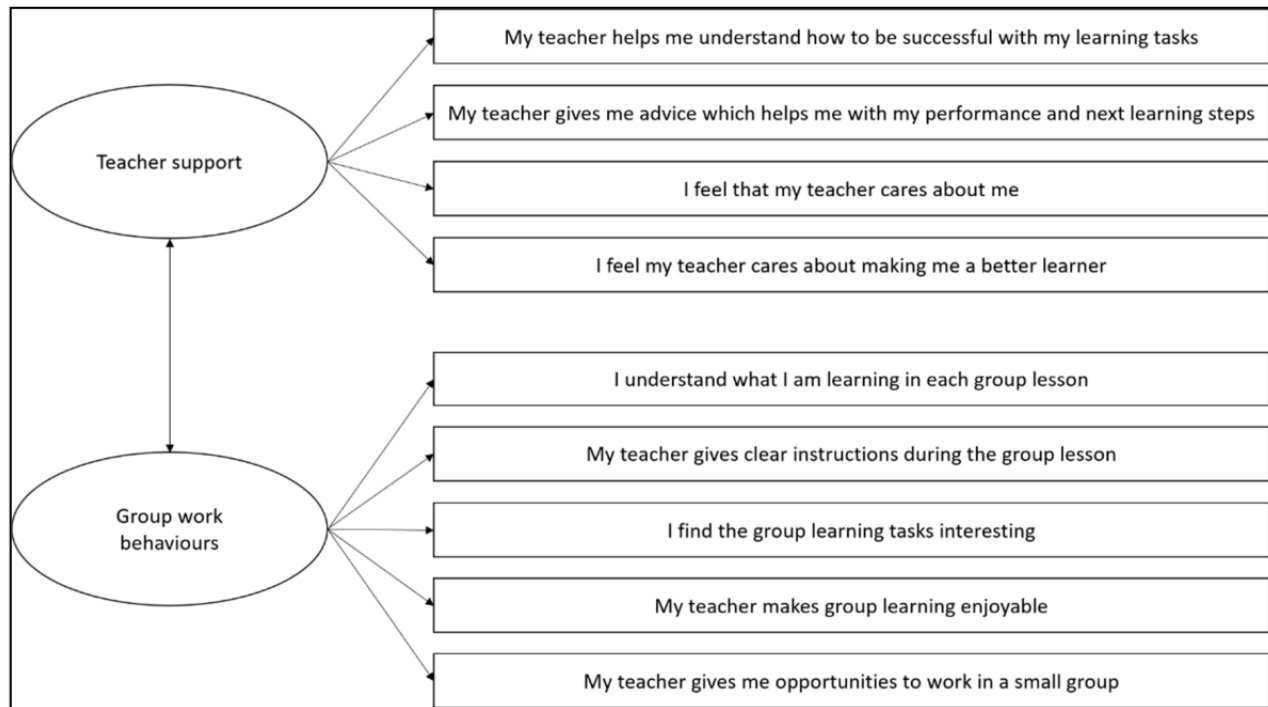 My teacher helps me understand how to be successful with my learning tasks
My teacher gives me advice which helps me with my performance and next learning steps
Teacher support
I feel that my teacher cares about me
I feel my teacher cares about making me a better learner
I understand what I am learning in each group lesson
My teacher gives clear instructions during the group lesson
Group work
behaviours
I find the group learning tasks interesting
My teacher makes group learning enjoyable
My teacher gives me opportunities to work in a small group